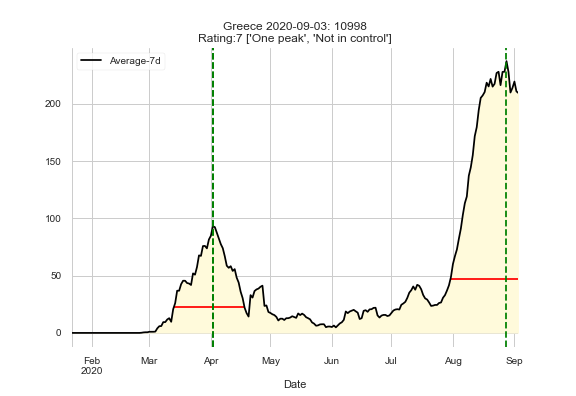 Greece 2020-09-03: 10998
Rating:7 ['One peak', 'Not in control']
Average-7d
200
150
100
50
0
Feb Mar Apr May Jun Jul Aug Sep
2020
Date